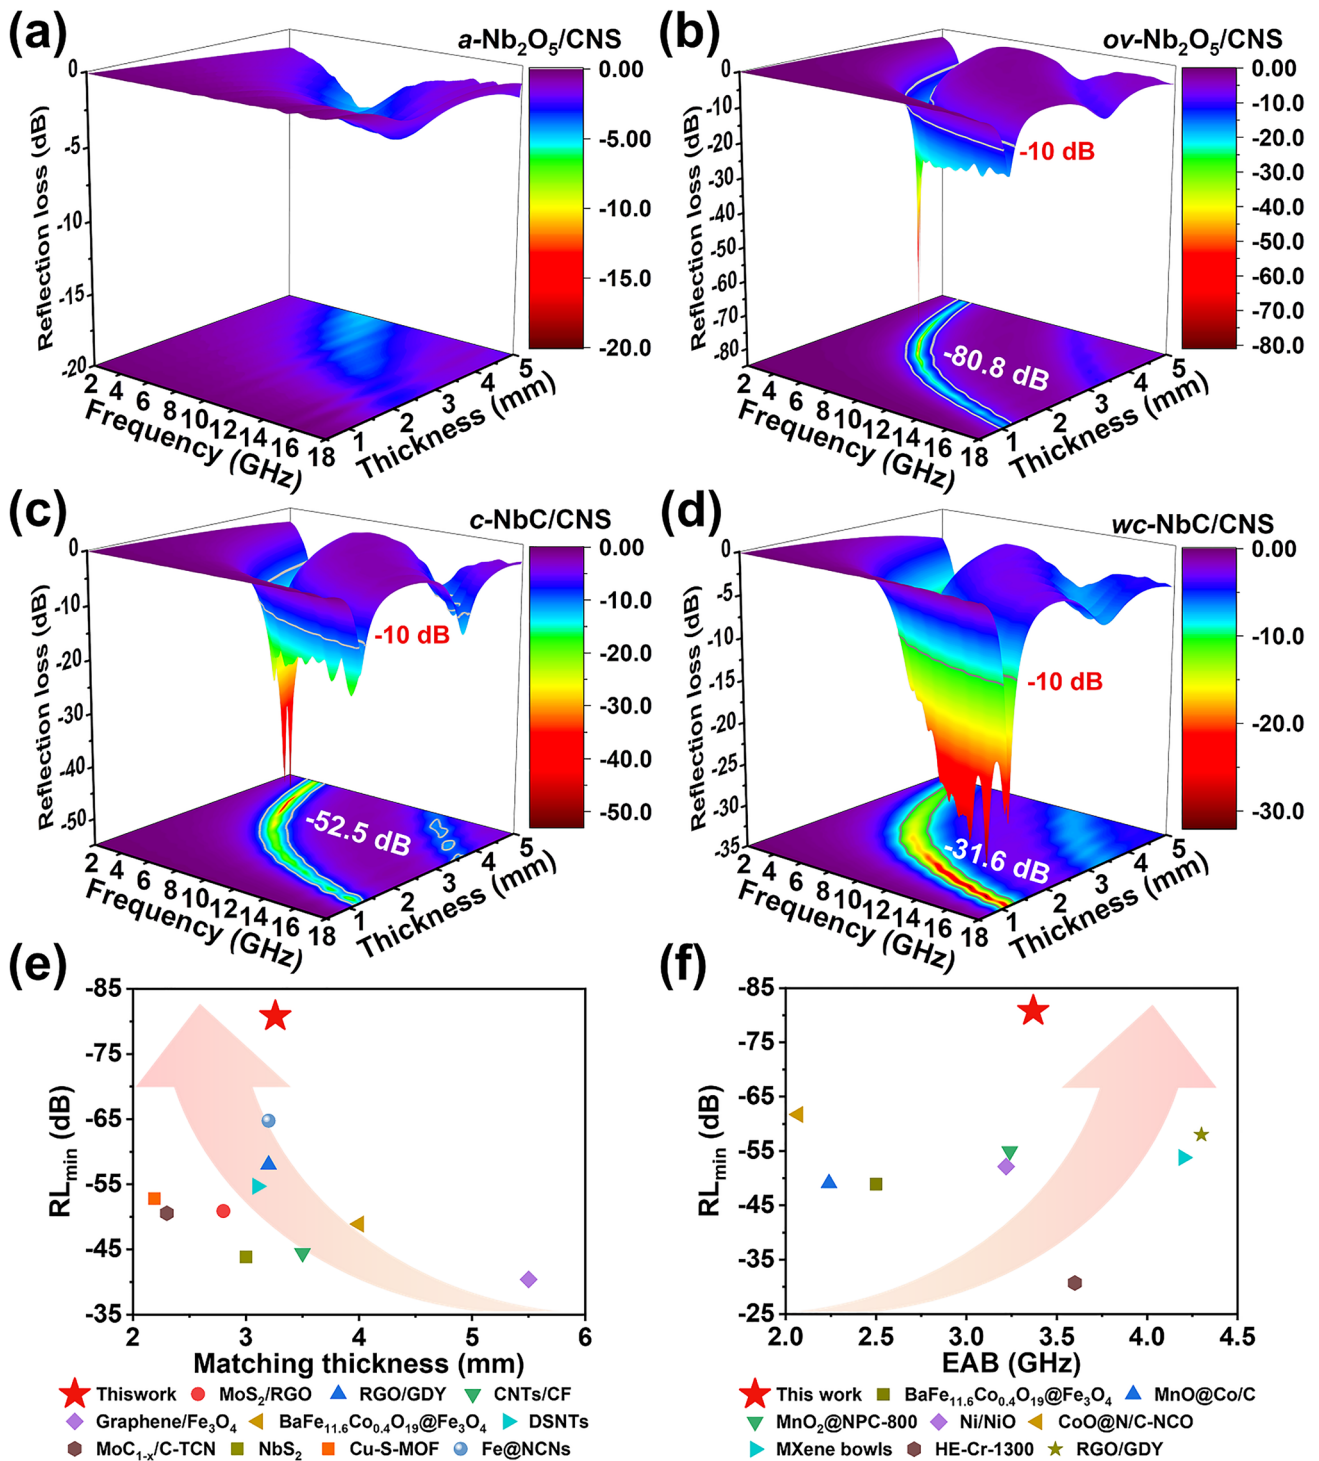 (a)
a-Nb2O5/CNS
Reflection loss (dB)
0
-5
-10
-15
-20
2 4 6 8 10 12 14 16 18
Frequency (GHz)
1 2 3 4 5
Thickness (mm)
0.00
-5.00
-10.0
-15.0
-20.0
(b)
ov-Nb2O5/CNS
Reflection loss (dB)
0
-10
-20
-30
-40
-50
-60
-70
-80
-10 dB
-80.8 dB
2 4 6 8 10 12 14 16 18
Frequency (GHz)
1 2 3 4 5
Thickness (mm)
0.00
-10.0
-20.0
-30.0
-40.0
-50.0
-60.0
-70.0
-80.0
(c)
c-NbC/CNS
Reflection loss (dB)
0
-10
-20
-30
-40
-50
-10 dB
-52.5 dB
2 4 6 8 10 12 14 16 18
Frequency (GHz)
1 2 3 4 5
Thickness (mm)
0.00
-10.0
-20.0
-30.0
-40.0
-50.0
(d)
wc-NbC/CNS
Reflection loss (dB)
0
-5
-10
-15
-20
-25
-30
-35
-10 dB
-31.6 dB
2 4 6 8 10 12 14 16 18
Frequency (GHz)
1 2 3 4 5
Thickness (mm)
0.00
-10.0
-20.0
-30.0
(e)
RLmin (dB)
-85
-75
-65
-55
-45
-35
2 3 4 5 6
Matching thickness (mm)
Thiswork MoS2/RGO RGO/GDY CNTs/CF
Graphene/Fe3O4 BaFe11.6Co0.4O19@Fe3O4 DSNTs
MoC1-x/C-TCN NbS2 Cu-S-MOF Fe@NCNs
(f)
RLmin (dB)
-85
-75
-65
-55
-45
-35
-25
2.0 2.5 3.0 3.5 4.0 4.5
EAB (GHz)
This work BaFe11.6Co0.4O19@Fe3O4 MnO@Co/C
MnO2@NPC-800 Ni/NiO CoO@N/C-NCO
MXene bowls HE-Cr-1300 RGO/GDY